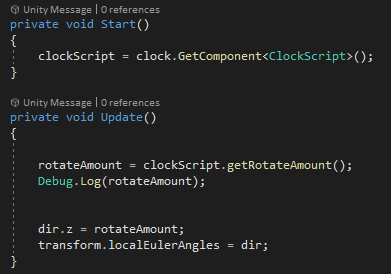 Unity Message | 0 references
private void Start()
{
clockScript = clock.GetComponent<ClockScript>();
}
Unity Message | 0 references
private void Update()
{
rotateAmount = clockScript.getRotateAmount();
Debug.Log(rotateAmount);
dir.z = rotateAmount;
transform.localEulerAngles = dir;
}